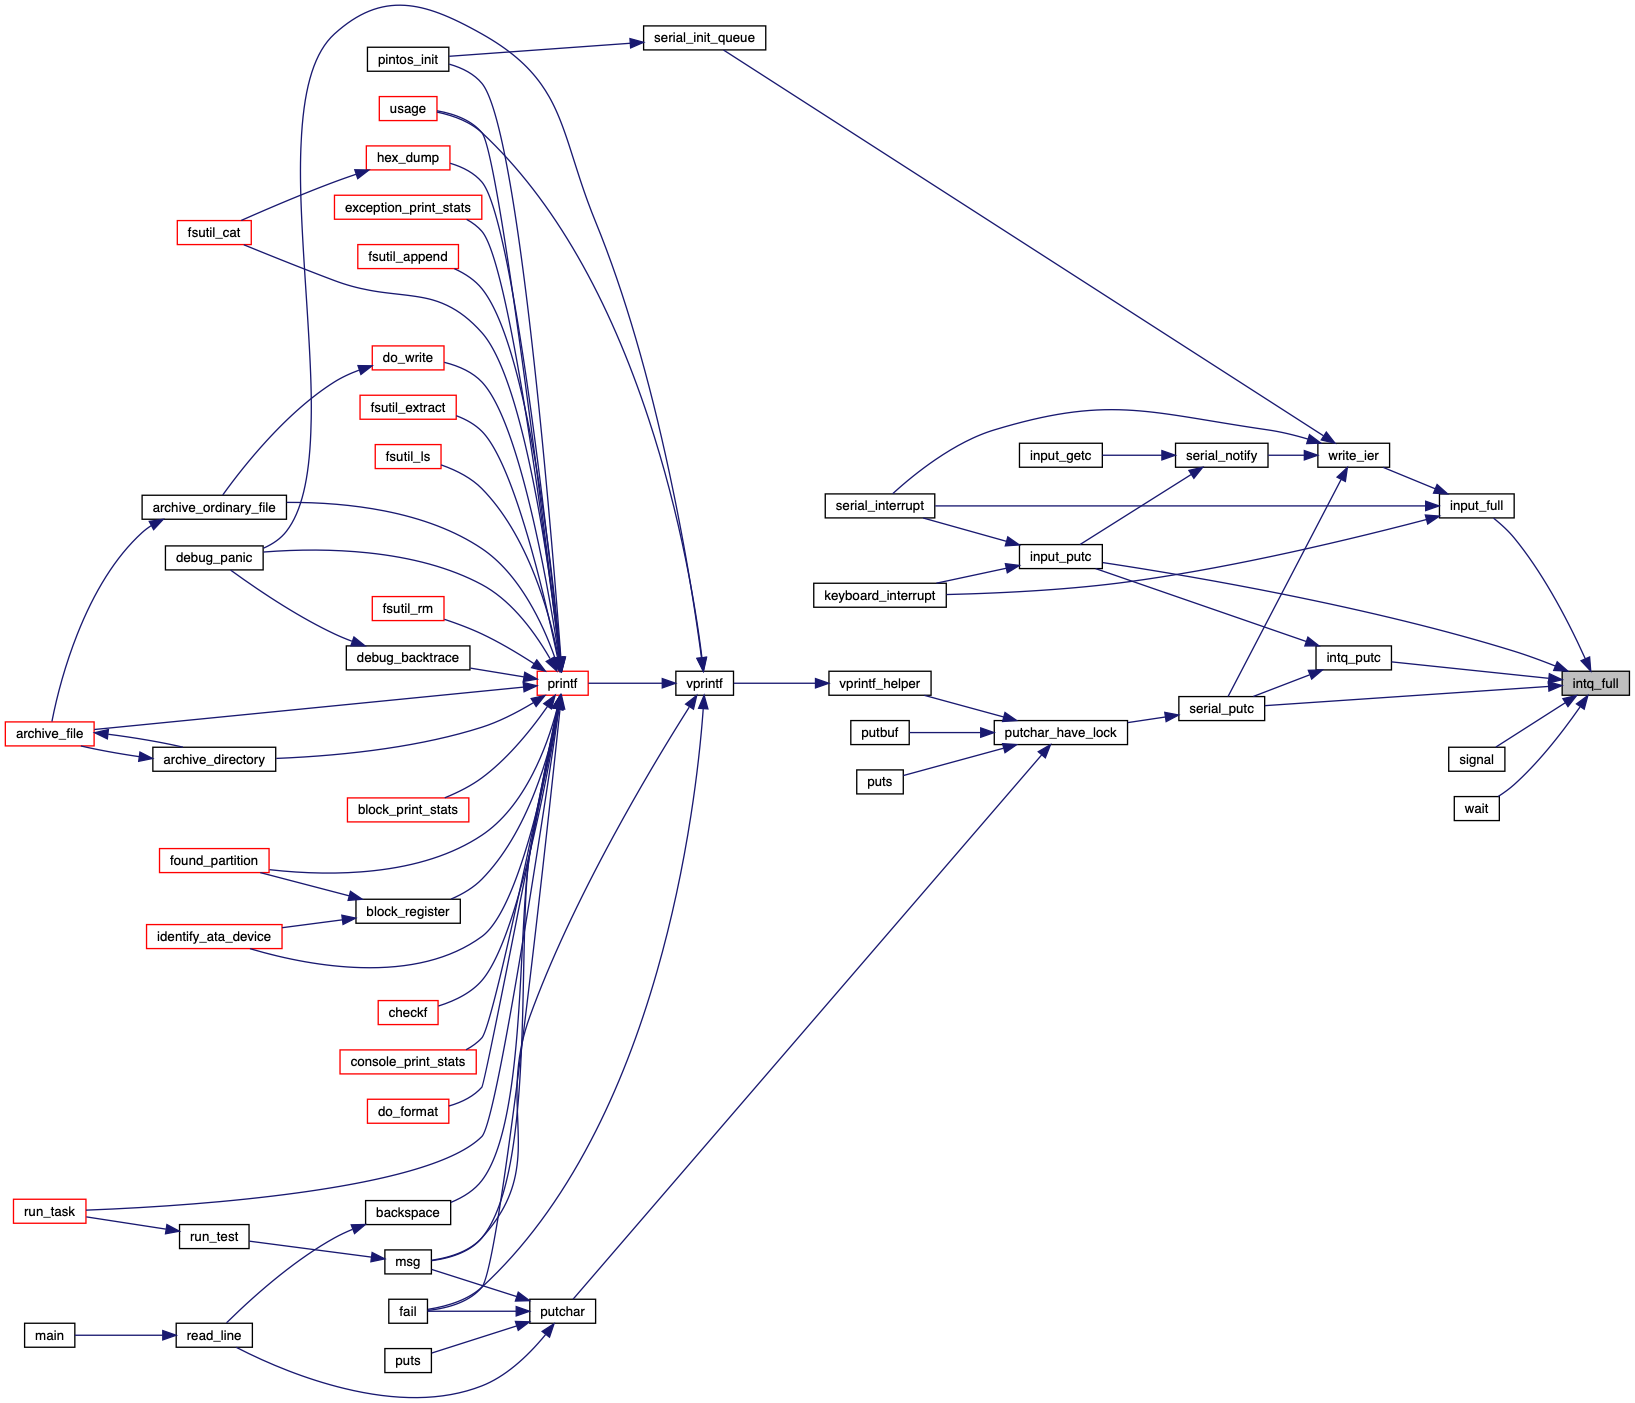 serial_init_queue
pintos_init
usage
hex_dump
exception_print_stats
fsutil_cat
fsutil_append
do_write
fsutil_extract
fsutil_ls
input_getc
serial_notify
write_ier
serial_interrupt
input_full
archive_ordinary_file
debug_panic
input_putc
keyboard_interrupt
fsutil_rm
debug_backtrace
intq_putc
printf
vprintf
vprintf_helper
intq_full
serial_putc
archive_file
putbuf
putchar_have_lock
archive_directory
signal
puts
block_print_stats
wait
found_partition
block_register
identify_ata_device
checkf
console_print_stats
do_format
run_task
backspace
run_test
msg
fail
putchar
main
read_line
puts